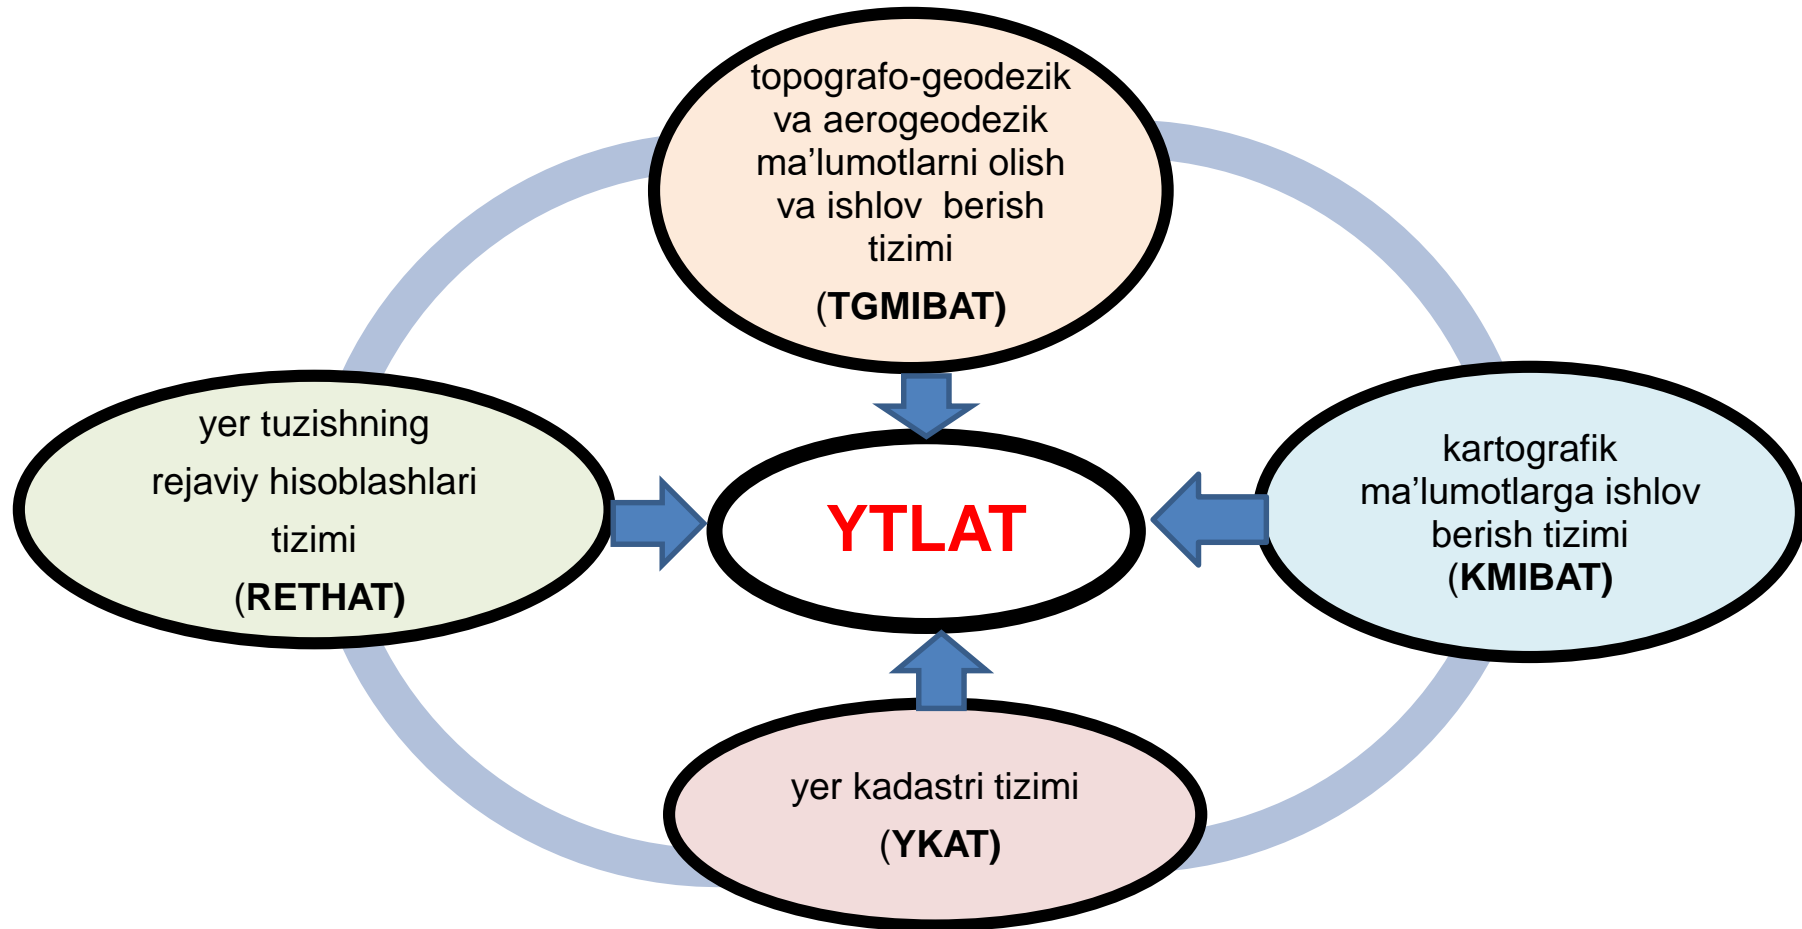 topografo-geodezik
va aerogeodezik
ma’lumotlarni olish
va ishlov berish
tizimi
(TGMIBAT)
yer tuzishning
rejaviy hisoblashlari
tizimi
(RETHAT)
YTLAT
kartografik
ma’lumotlarga ishlov
berish tizimi
(KMIBAT)
yer kadastri tizimi
(YKAT)